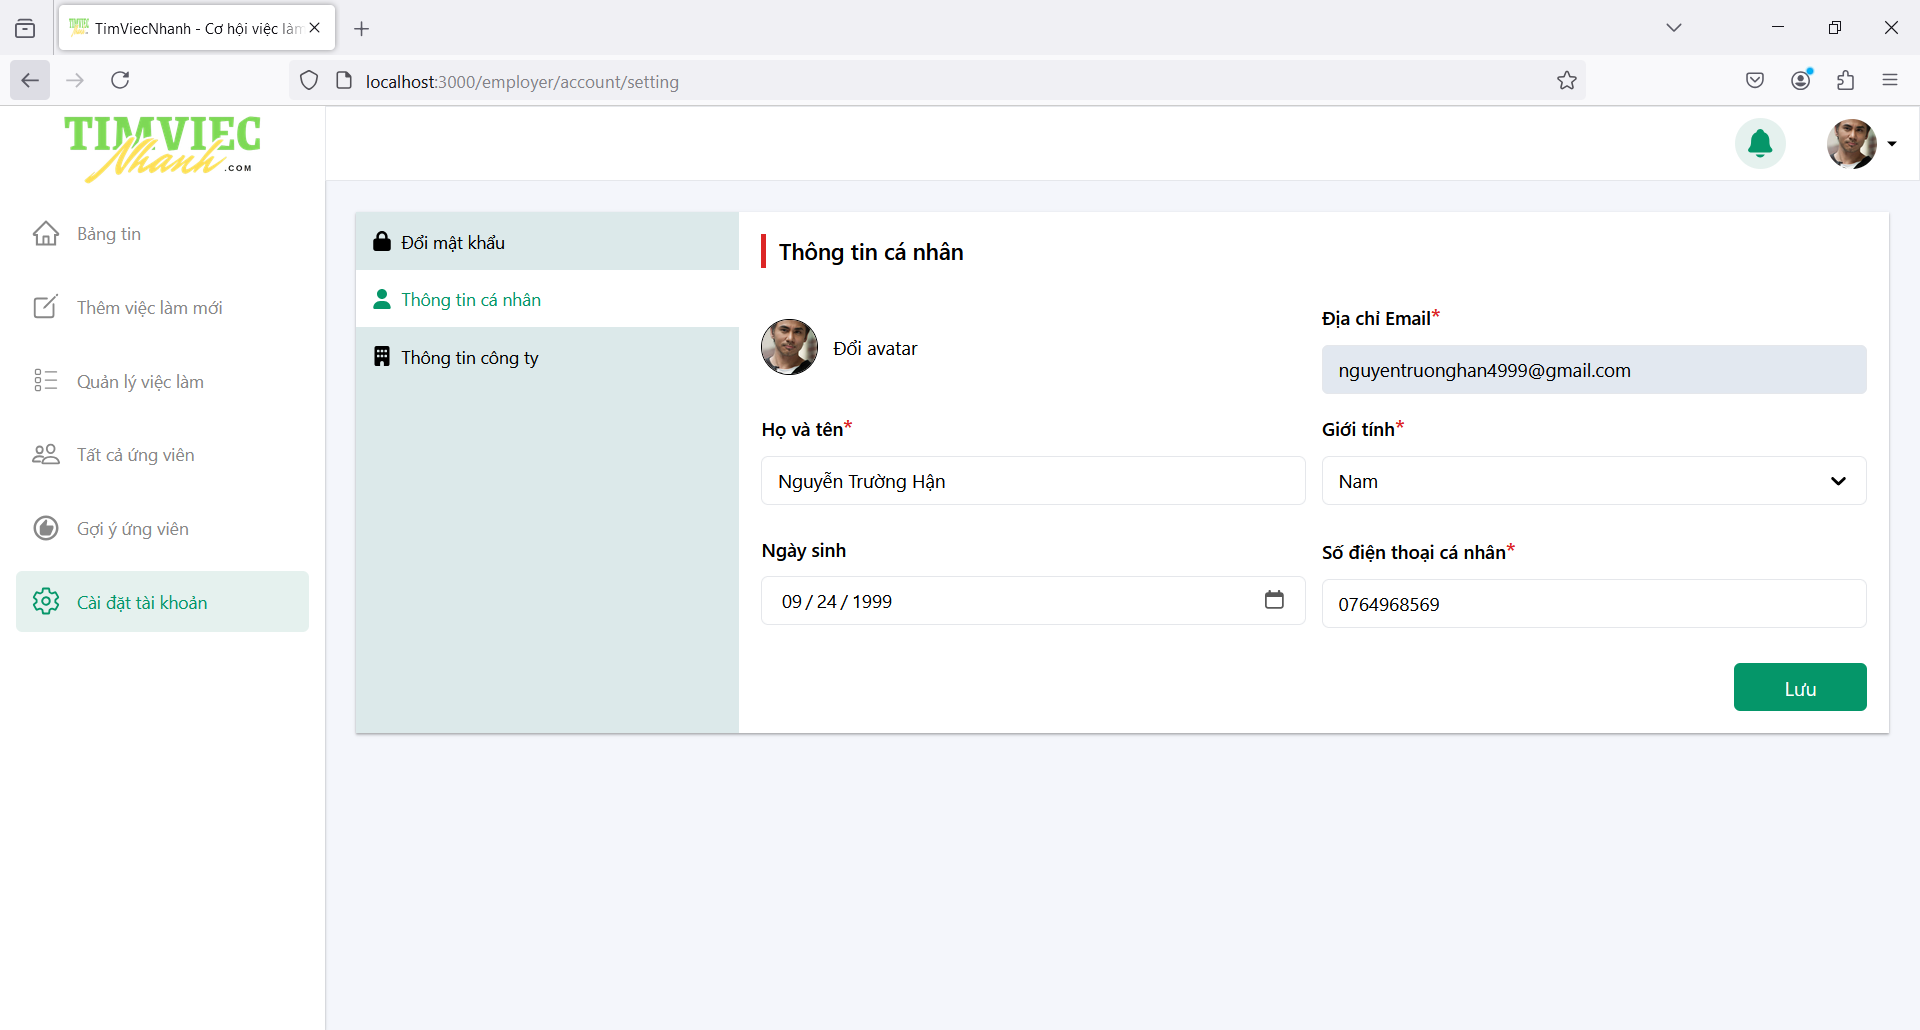 TimViecNhanh - Cơ hội việc làm
localhost:3000/employer/account/setting
TIMVIEC
Nhanh
.COM
Bảng tin
Thêm việc làm mới
Quản lý việc làm
Tất cả ứng viên
Gợi ý ứng viên
Cài đặt tài khoản
Đổi mật khẩu
Thông tin cá nhân
Thông tin công ty
Thông tin cá nhân
Đổi avatar
Địa chỉ Email*
nguyentruonghan4999@gmail.com
Họ và tên*
Nguyễn Trường Hận
Giới tính*
Nam
Ngày sinh
09 / 24 / 1999
Số điện thoại cá nhân*
0764968569
Lưu